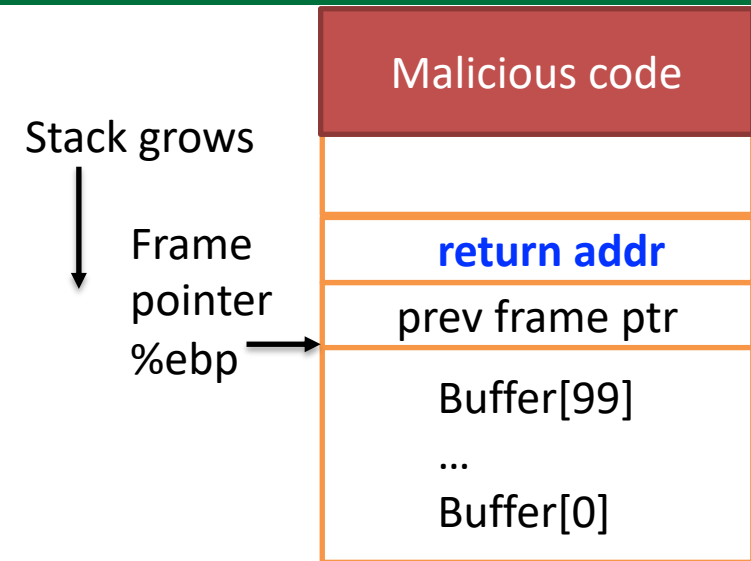 Malicious code
Stack grows
Frame
pointer
%ebp
return addr
prev frame ptr
Buffer[99]
…
Buffer[0]